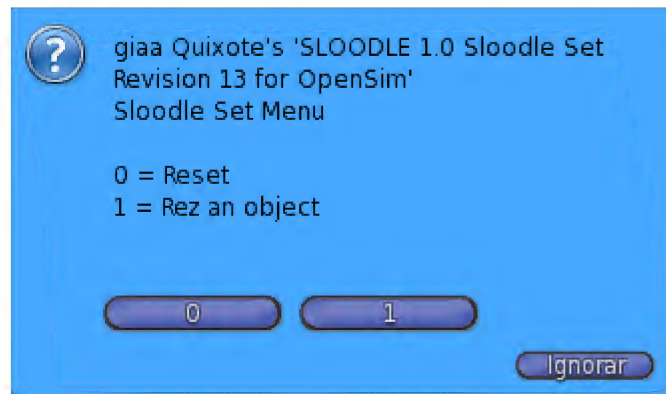 ?
giaa Quixote's 'SLOODLE 1.0 Sloodle Set
Revision 13 for OpenSim'
Sloodle Set Menu
0 = Reset
1 = Rez an object
0 1
Ignorar